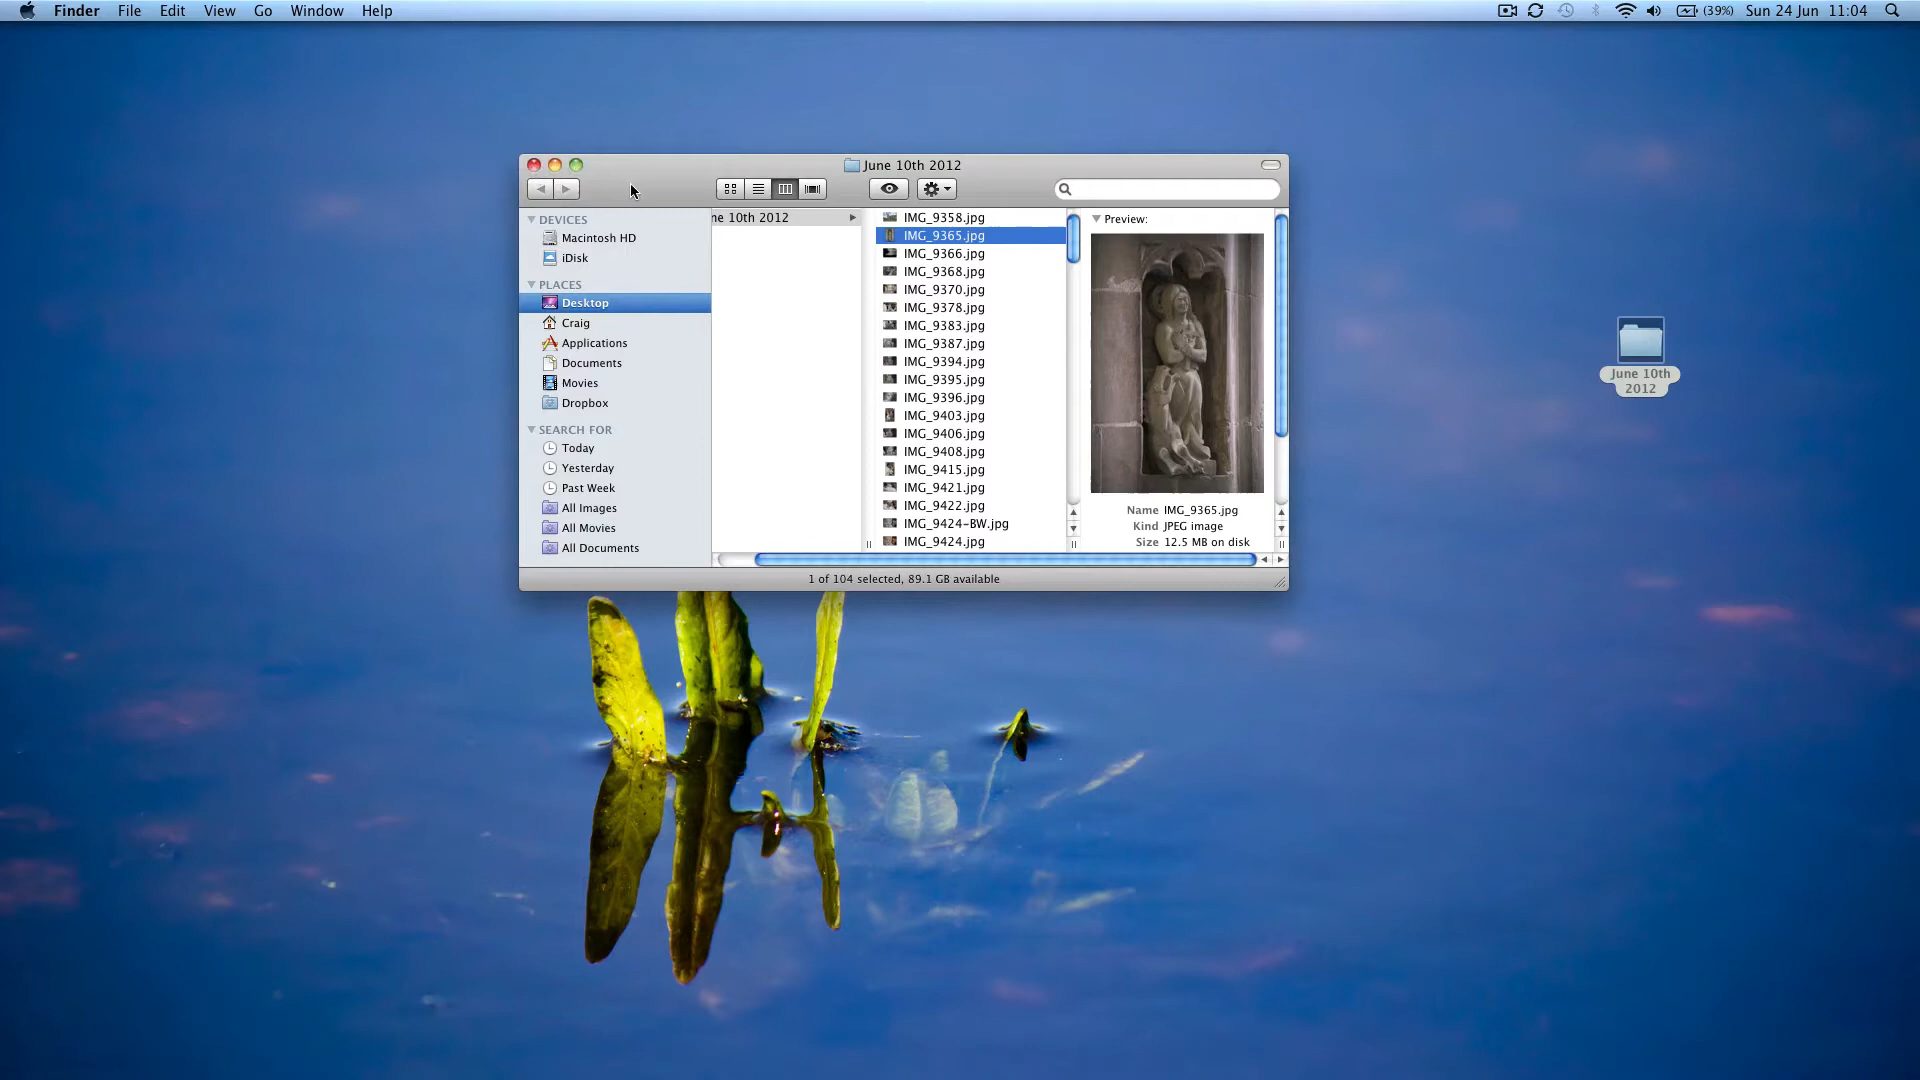 Finder File Edit View Go Window Help (39%) Sun 24 Jun 11:04
June 10th 2012
DEVICES
Macintosh HD
iDisk
PLACES
Desktop
Craig
Applications
Documents
Movies
Dropbox
SEARCH FOR
Today
Yesterday
Past Week
All Images
All Movies
All Documents
ne 10th 2012
IMG_9358.jpg
IMG_9365.jpg
IMG_9366.jpg
IMG_9368.jpg
IMG_9370.jpg
IMG_9378.jpg
IMG_9383.jpg
IMG_9387.jpg
IMG_9394.jpg
IMG_9395.jpg
IMG_9396.jpg
IMG_9403.jpg
IMG_9406.jpg
IMG_9408.jpg
IMG_9415.jpg
IMG_9421.jpg
IMG_9422.jpg
IMG_9424-BW.jpg
IMG_9424.jpg
Preview:
Name IMG_9365.jpg
Kind JPEG image
Size 12.5 MB on disk
1 of 104 selected, 89.1 GB available
June 10th
2012